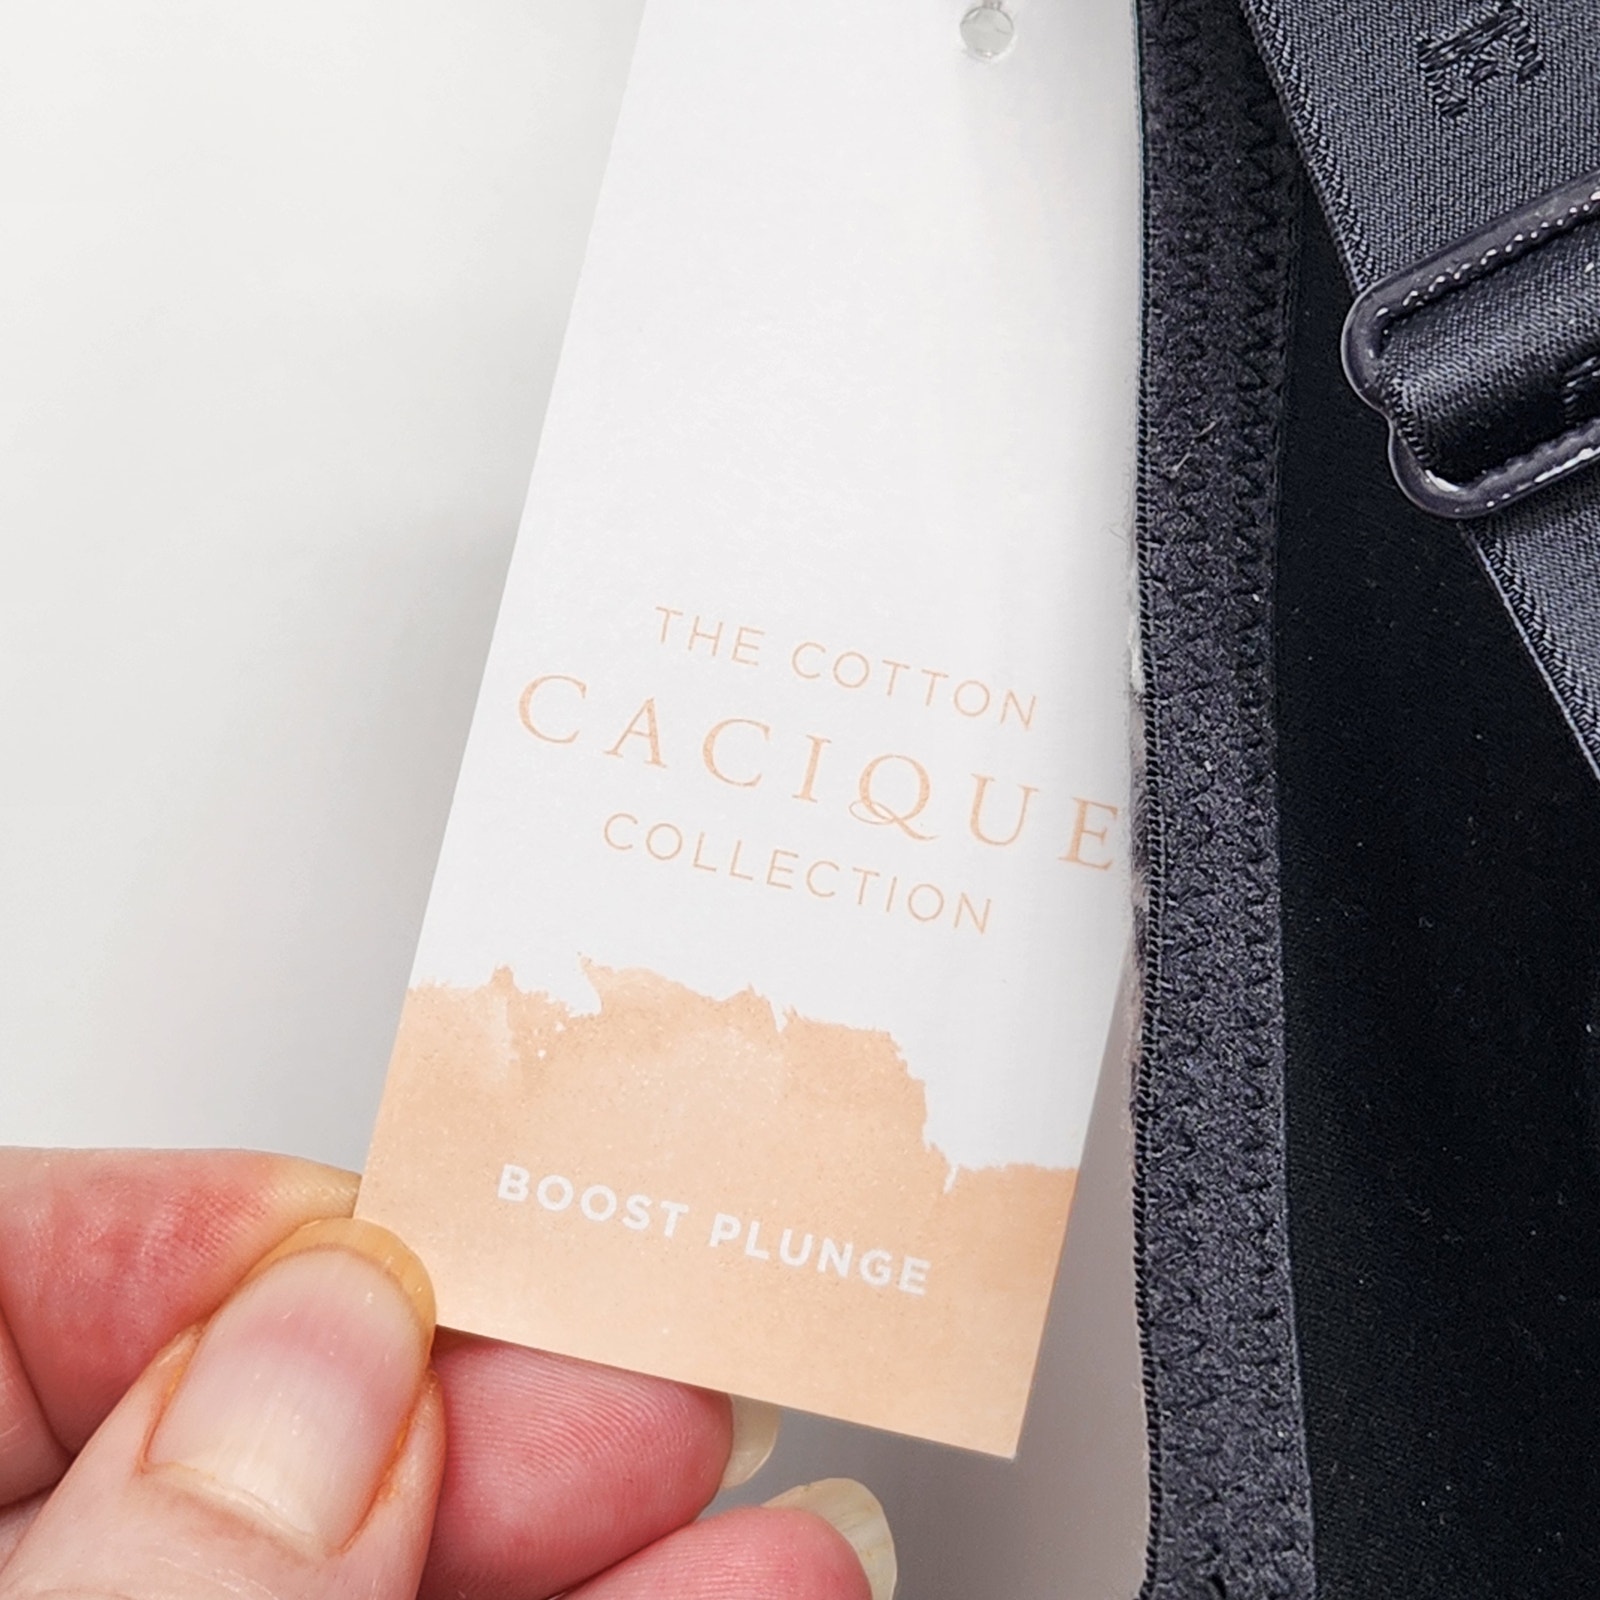 THE COTTON
CACIQUE
COLLECTION
BOOST PLUNGE